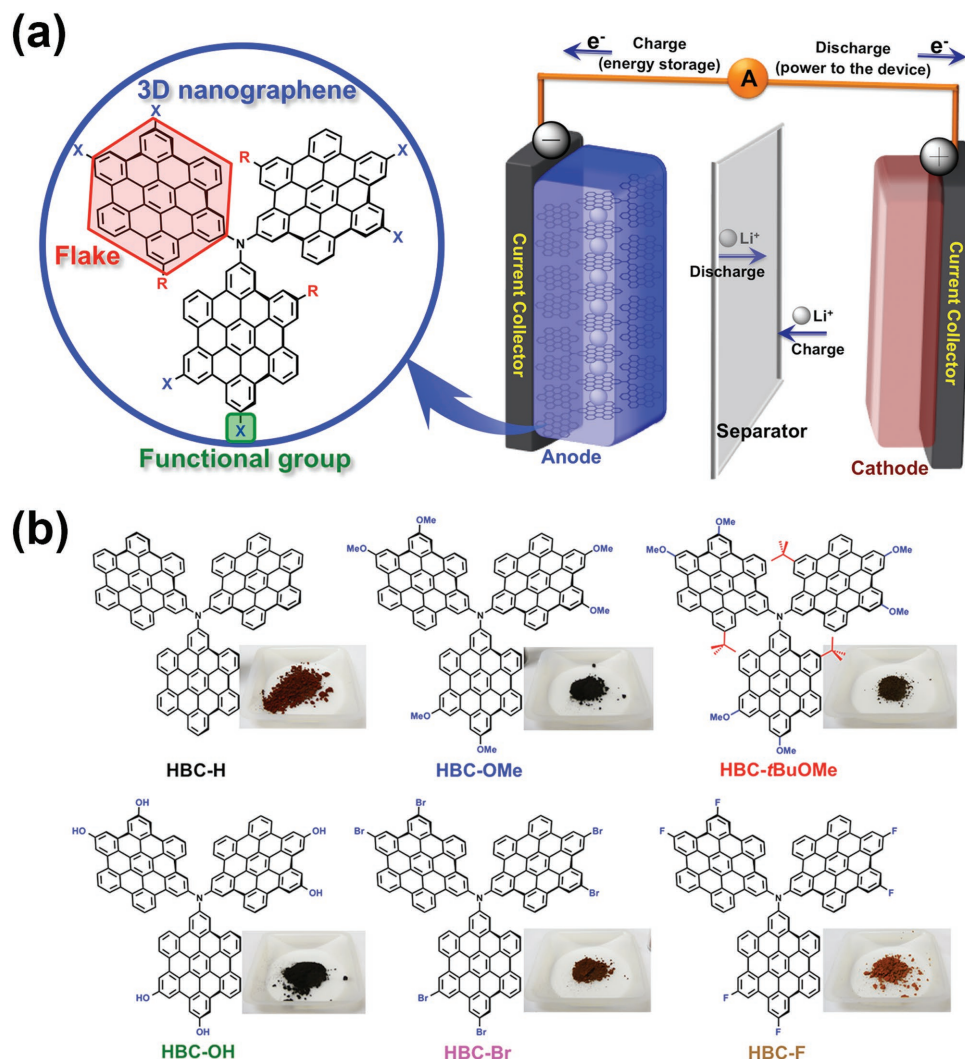 (a)
3D nanographene
X
X
R
X
Flake
N
X
R
R
X
X
Functional group
e-
Charge
(energy storage)
A
Discharge
(power to the device)
e-
−
+
Current Collector
Li+
Discharge
Li+
Charge
Current Collector
Separator
Anode
Cathode
(b)
N
HBC-H
OMe
MeO
OMe
OMe
N
MeO
OMe
HBC-OMe
OMe
MeO
OMe
OMe
N
MeO
OMe
HBC-tBuOMe
OH
HO
OH
OH
N
HO
OH
HBC-OH
Br
Br
Br
Br
N
Br
Br
HBC-Br
F
F
F
F
N
F
F
HBC-F